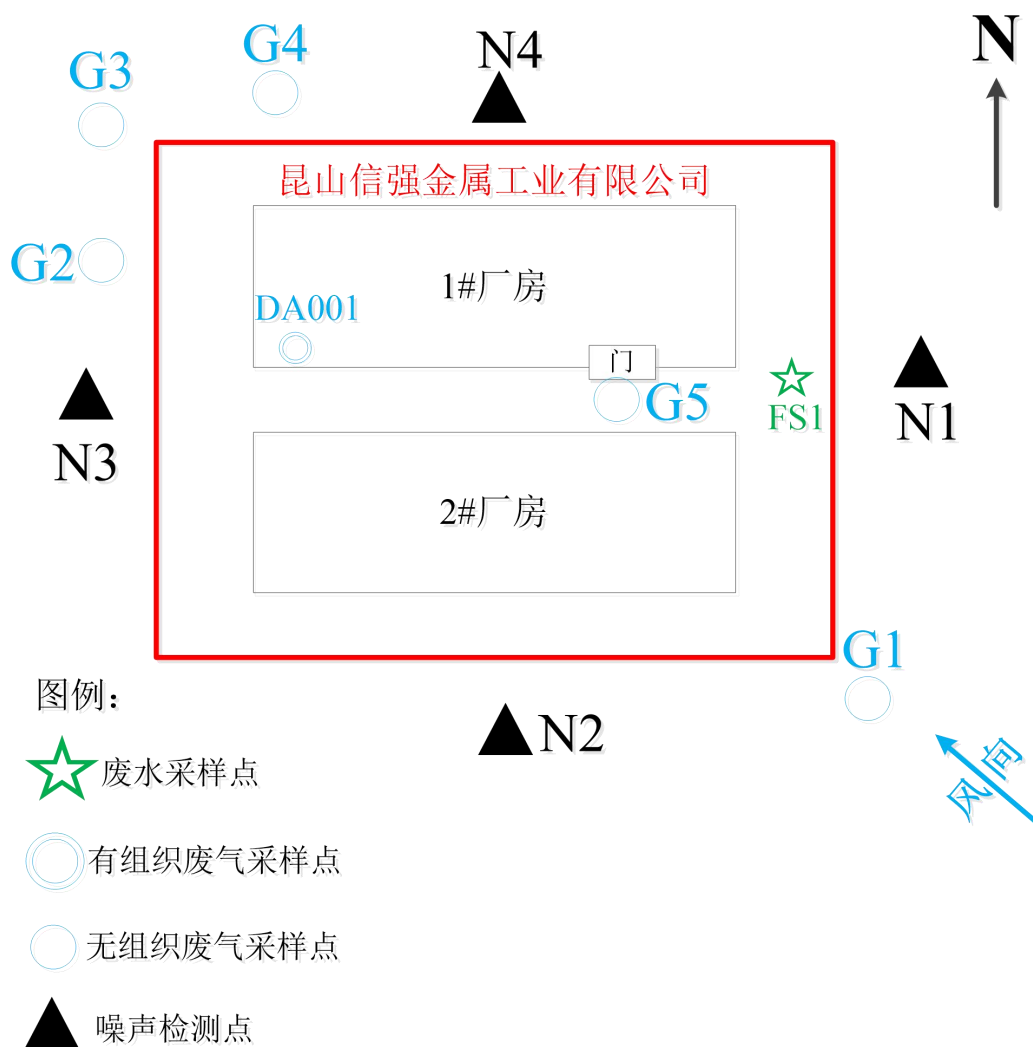 G4
N4
N
G3
昆山信强金属工业有限公司
G2
1#厂房
DA001
门
G5
FS1
N1
N3
2#厂房
G1
图例：
N2
风向
废水采样点
有组织废气采样点
无组织废气采样点
噪声检测点